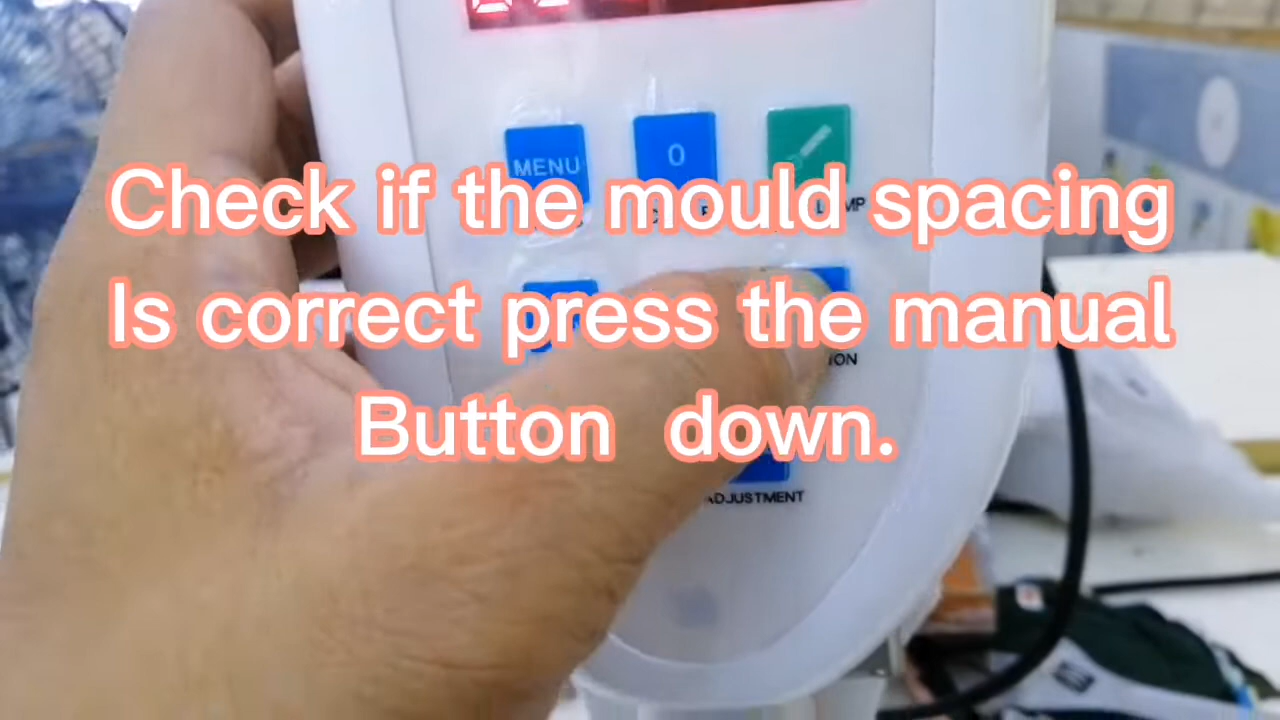 MENU
0
Check if the mould spacing
Is correct press the manual
Button down.
ADJUSTMENT